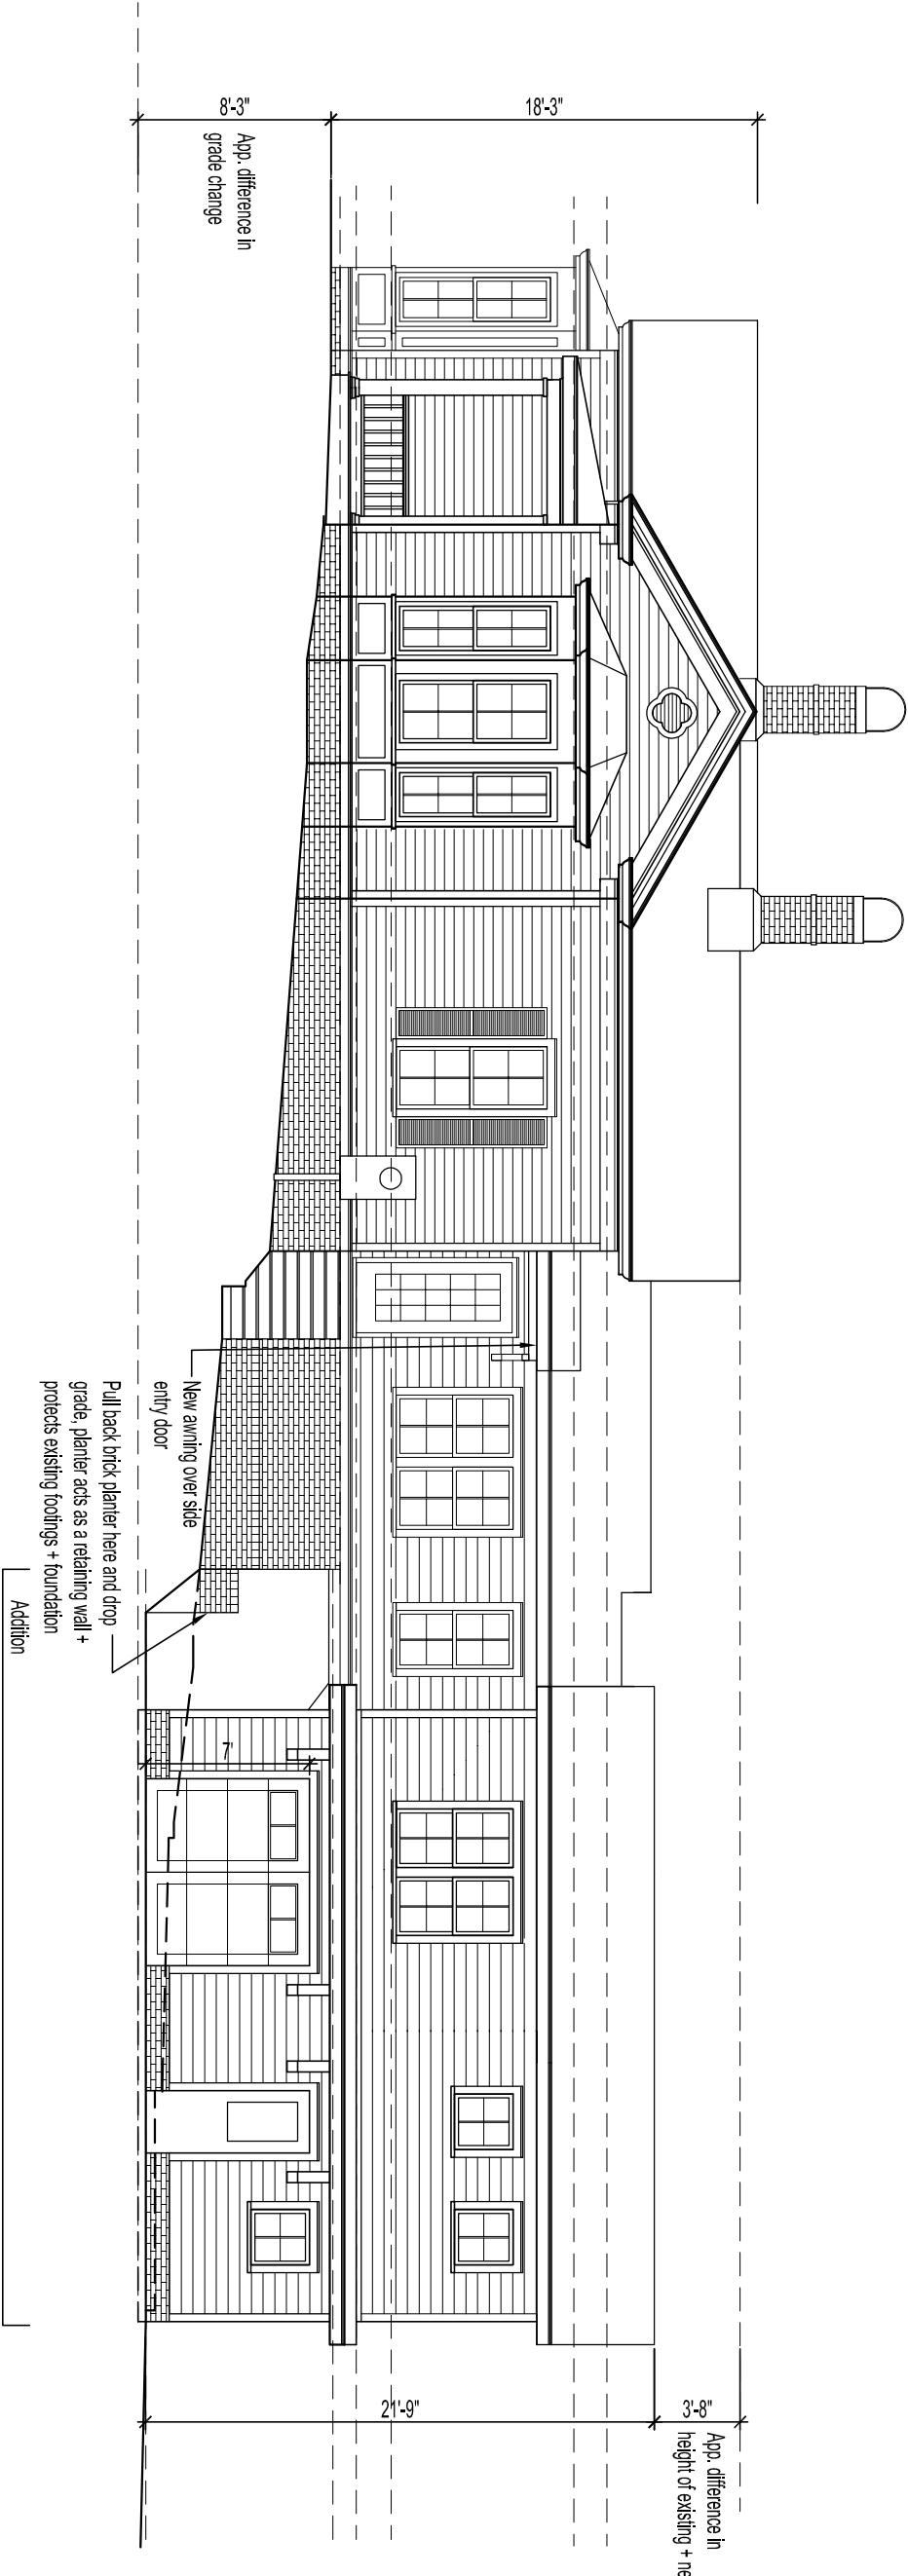 18'-3"
8'-3"
App. difference in
grade change
New awning over side
entry door
Pull back brick planter here and drop
grade, planter acts as a retaining wall +
protects existing footings + foundation
Addition
7'
3'-8"
App. difference in
height of existing +
21'-9"